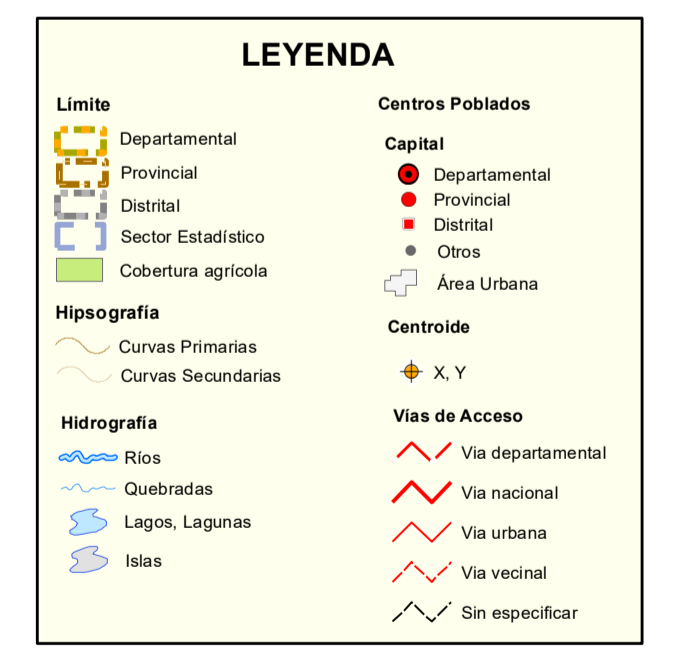 LEYENDA
Límite
Departamental
Provincial
Distrital
Sector Estadístico
Cobertura agrícola
Hipsografía
Curvas Primarias
Curvas Secundarias
Hidrografía
Ríos
Quebradas
Lagos, Lagunas
Islas
Centros Poblados
Capital
Departamental
Provincial
Distrital
Otros
Área Urbana
Centroide
X, Y
Vías de Acceso
Via departamental
Via nacional
Via urbana
Via vecinal
Sin especificar